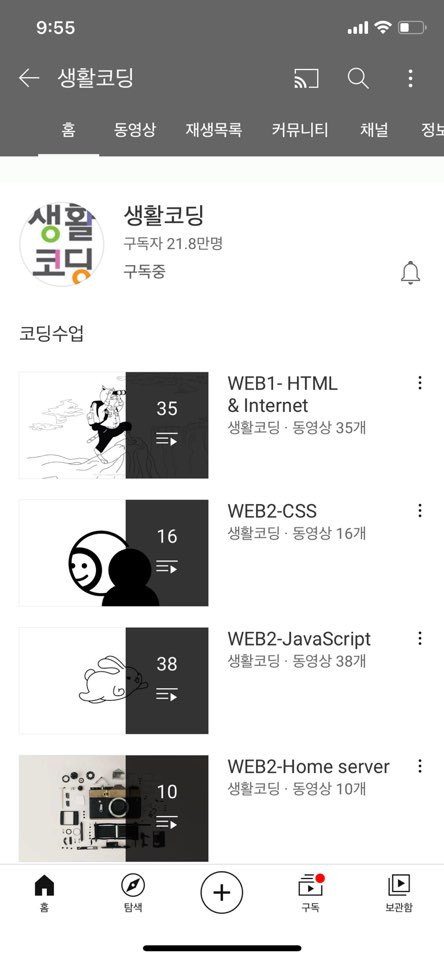 9:55
생활코딩
홈 동영상 재생목록 커뮤니티 채널 정보
생활
코딩
생활코딩
구독자 21.8만명
구독중
코딩수업
35
WEB1- HTML
& Internet
생활코딩 · 동영상 35개
16
WEB2-CSS
생활코딩 · 동영상 16개
38
WEB2-JavaScript
생활코딩 · 동영상 38개
10
WEB2-Home server
생활코딩 · 동영상 10개
홈 탐색 구독 보관함